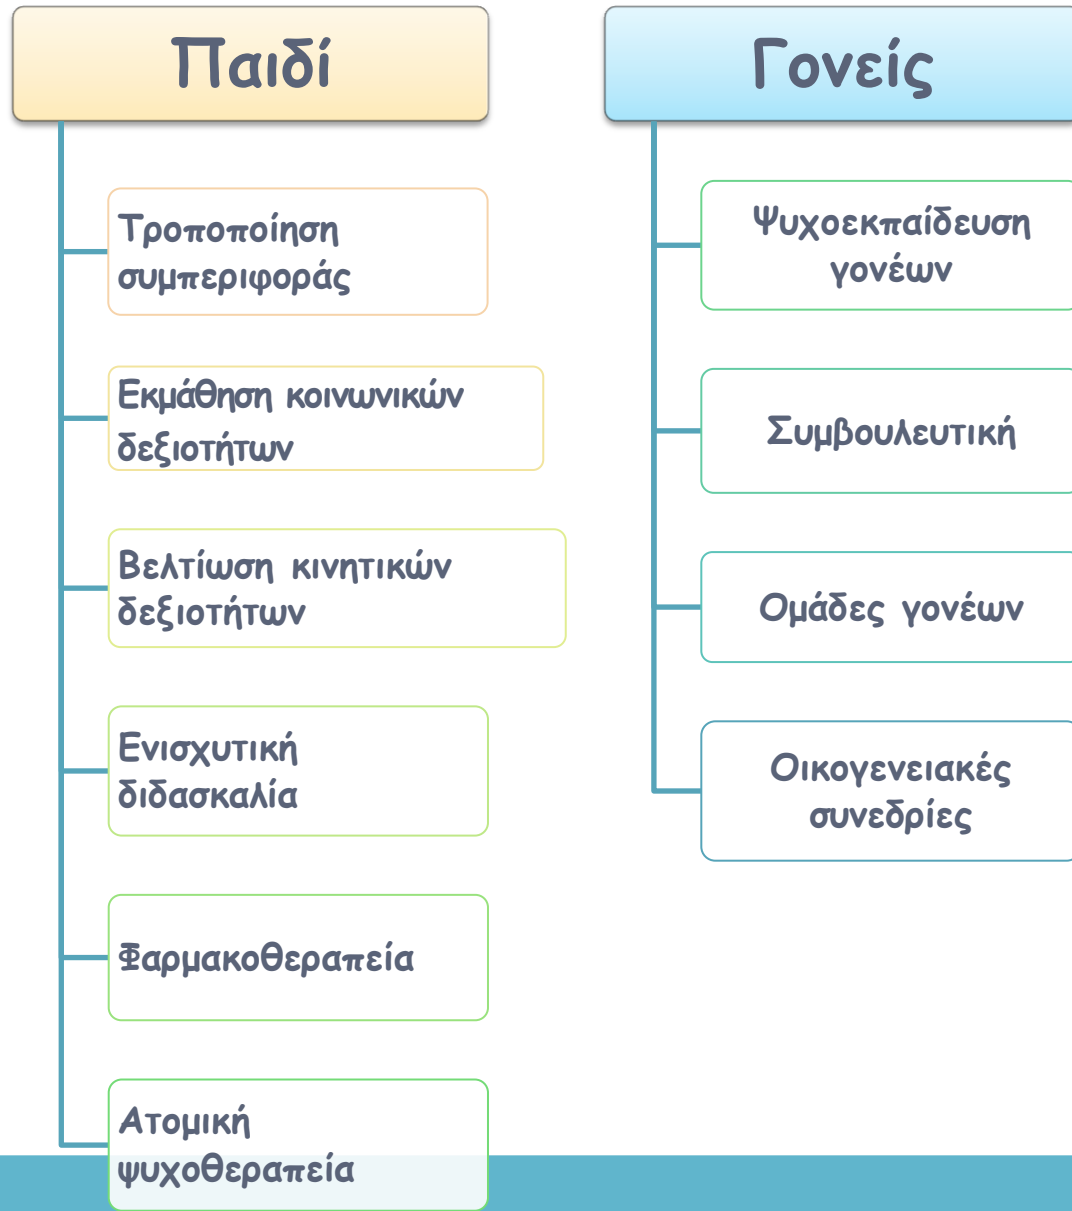 Παιδί
Τροποποίηση
συμπεριφοράς
Εκμάθηση κοινωνικών
δεξιοτήτων
Βελτίωση κινητικών
δεξιοτήτων
Ενισχυτική
διδασκαλία
Φαρμακοθεραπεία
Ατομική
ψυχοθεραπεία
Γονείς
Ψυχοεκπαίδευση
γονέων
Συμβουλευτική
Ομάδες γονέων
Οικογενειακές
συνεδρίες